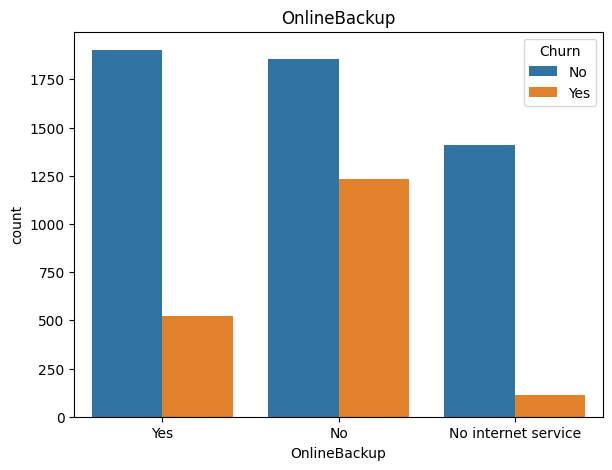 OnlineBackup
Churn
No
Yes
count
1750
1500
1250
1000
750
500
250
0
Yes
No
No internet service
OnlineBackup